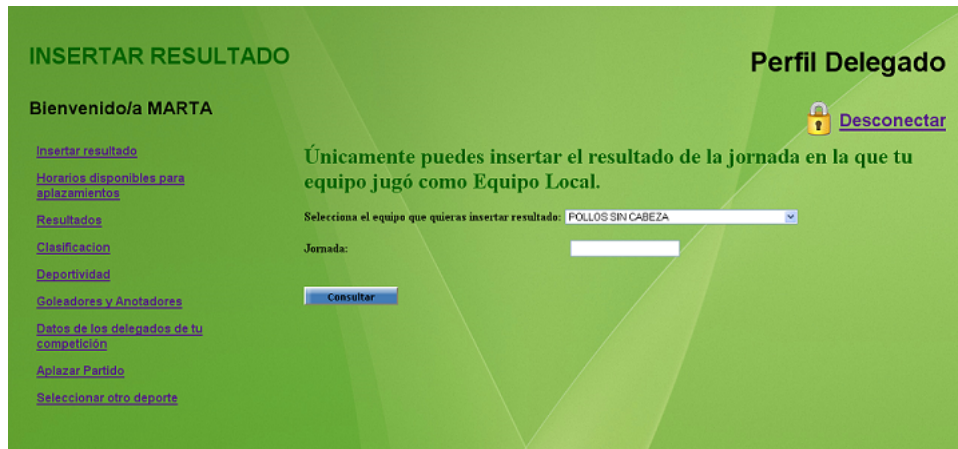 INSERTAR RESULTADO
Perfil Delegado
Bienvenido/a MARTA
Desconectar
Insertar resultado
Horarios disponibles para
aplazamientos
Resultados
Clasificacion
Deportividad
Goleadores y Anotadores
Datos de los delegados de tu
competición
Aplazar Partido
Seleccionar otro deporte
Únicamente puedes insertar el resultado de la jornada en la que tu
equipo jugó como Equipo Local.
Selecciona el equipo que quieras insertar resultado: POLLOS SIN CABEZA
Jornada:
Consultar